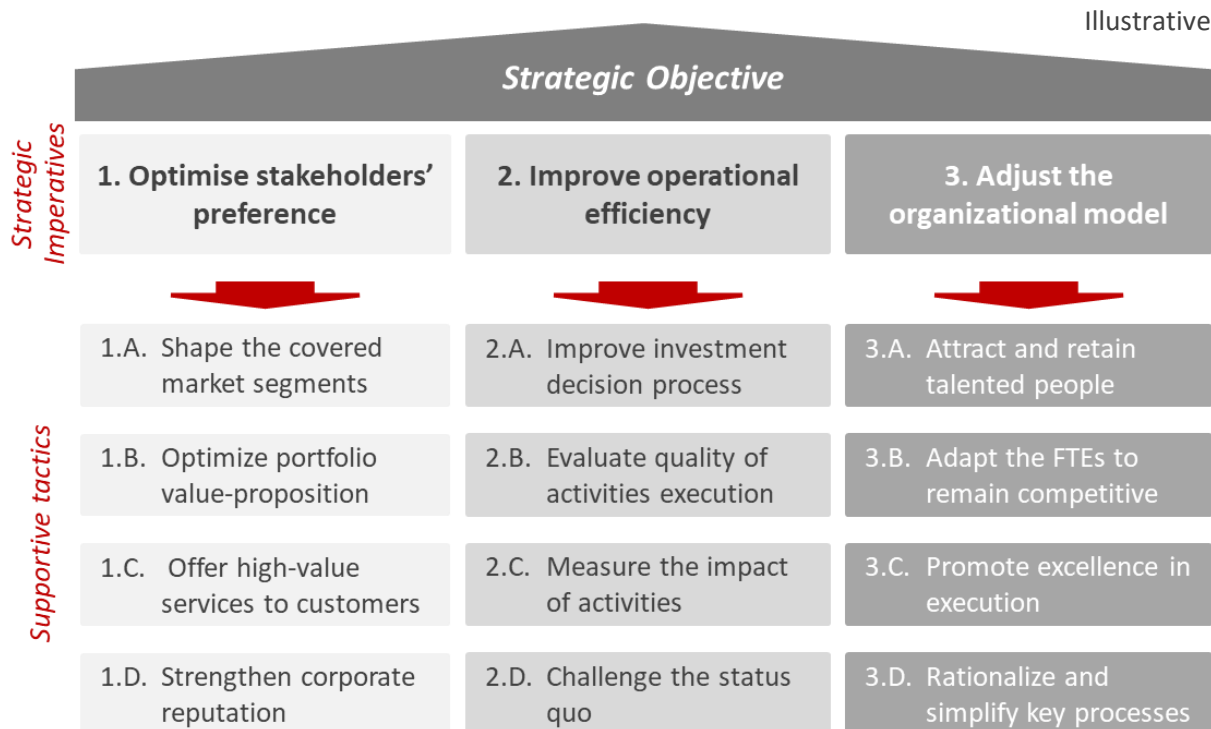 Illustrative
Strategic Objective
Strategic
Imperatives
1. Optimise stakeholders’
preference
2. Improve operational
efficiency
3. Adjust the
organizational model
Supportive tactics
1.A. Shape the covered
market segments
2.A. Improve investment
decision process
3.A. Attract and retain
talented people
1.B. Optimize portfolio
value-proposition
2.B. Evaluate quality of
activities execution
3.B. Adapt the FTEs to
remain competitive
1.C. Offer high-value
services to customers
2.C. Measure the impact
of activities
3.C. Promote excellence in
execution
1.D. Strengthen corporate
reputation
2.D. Challenge the status
quo
3.D. Rationalize and
simplify key processes